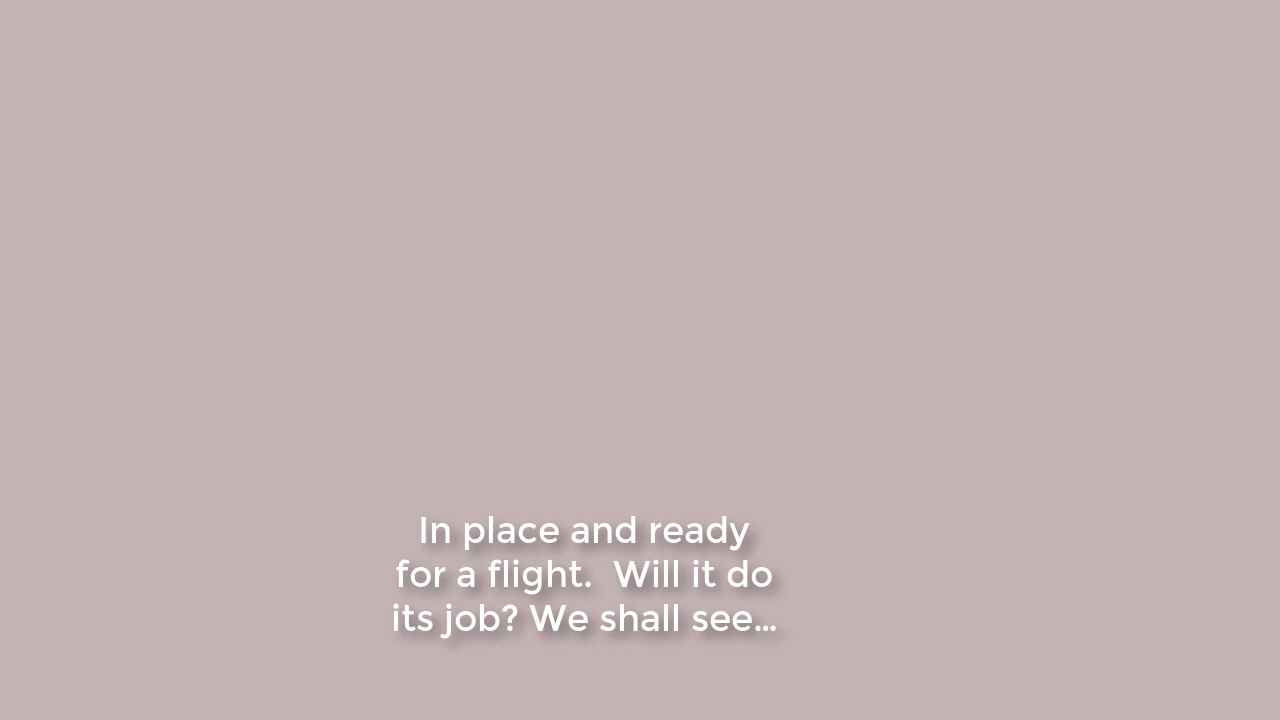 In place and ready
for a flight.  Will it do
its job? We shall see...